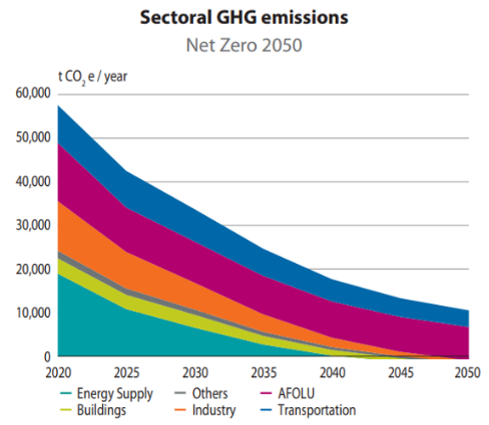 Sectoral GHG emissions
Net Zero 2050
t CO₂ e / year
60,000
50,000
40,000
30,000
20,000
10,000
0
2020 2025 2030 2035 2040 2045 2050
Energy Supply Others AFOLU
Buildings Industry Transportation